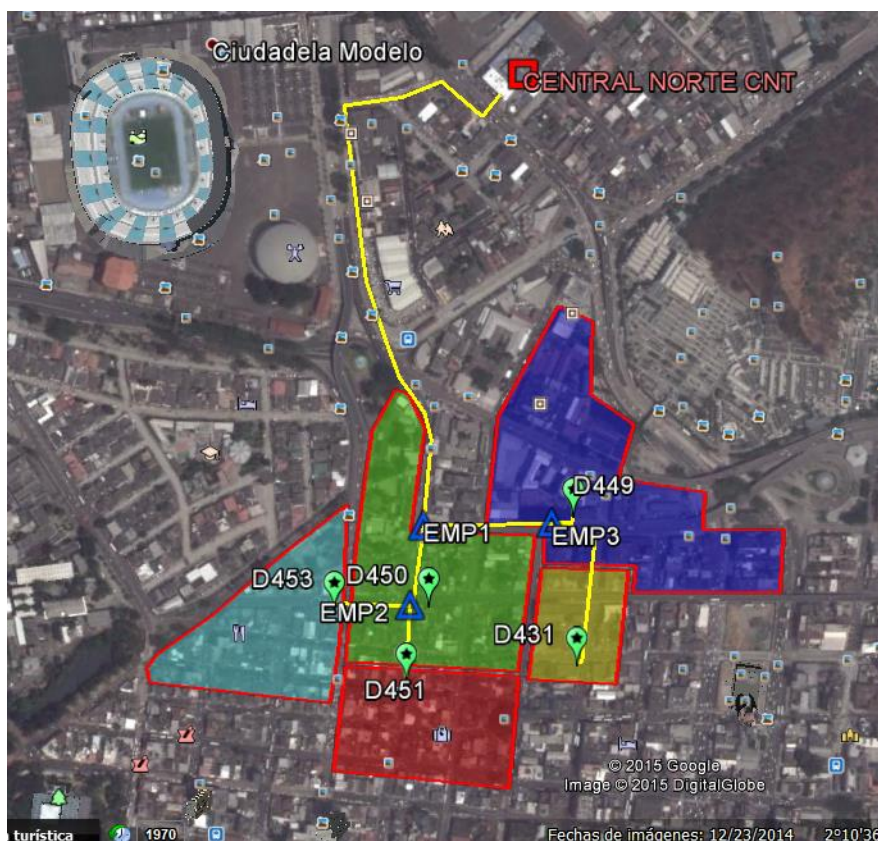 Ciudadela Modelo
CENTRAL NORTE CNT
D449
EMP1
EMP3
D453
D450
EMP2
D431
D451
© 2015 Google
Image © 2015 DigitalGlobe
turística
1970
Fechas de imágenes: 12/23/2014
2°10'36